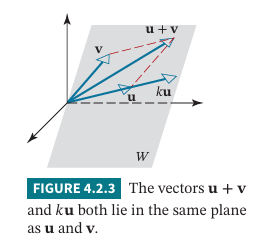 u + v
v
u
ku
W
FIGURE 4.2.3 The vectors u + v
and ku both lie in the same plane
as u and v.